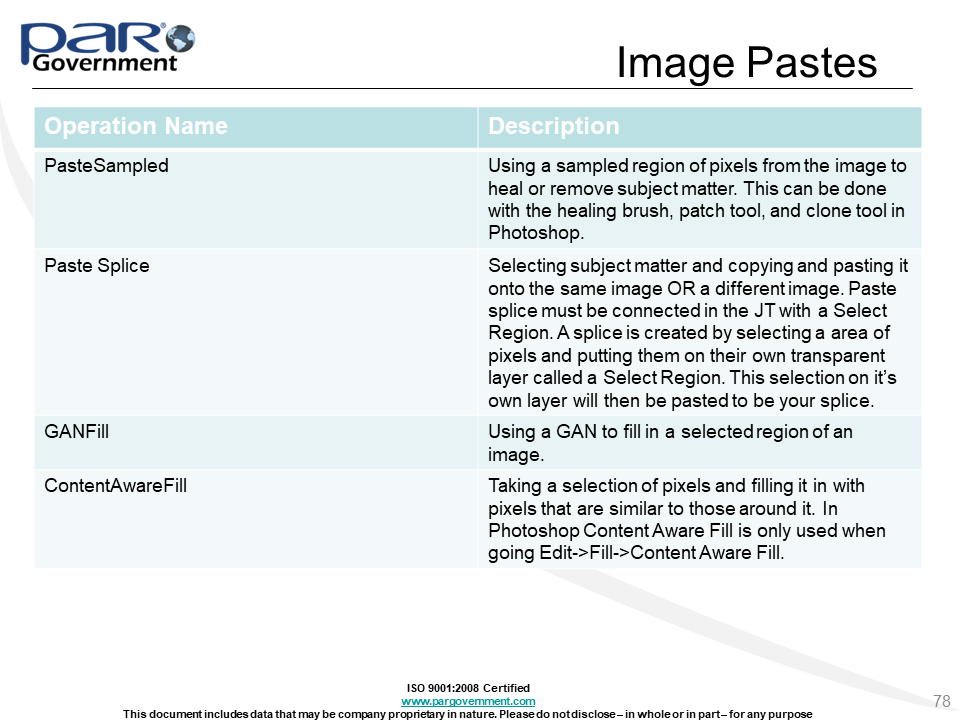 PAR Government
Image Pastes
Operation Name
Description
PasteSampled
Using a sampled region of pixels from the image to
heal or remove subject matter. This can be done
with the healing brush, patch tool, and clone tool in
Photoshop.
Paste Splice
Selecting subject matter and copying and pasting it
onto the same image OR a different image. Paste
splice must be connected in the JT with a Select
Region. A splice is created by selecting a area of
pixels and putting them on their own transparent
layer called a Select Region. This selection on it’s
own layer will then be pasted to be your splice.
GANFill
Using a GAN to fill in a selected region of an
image.
ContentAwareFill
Taking a selection of pixels and filling it in with
pixels that are similar to those around it. In
Photoshop Content Aware Fill is only used when
going Edit->Fill->Content Aware Fill.
ISO 9001:2008 Certified
www.pargovernment.com
This document includes data that may be company proprietary in nature. Please do not disclose – in whole or in part – for any purpose
78